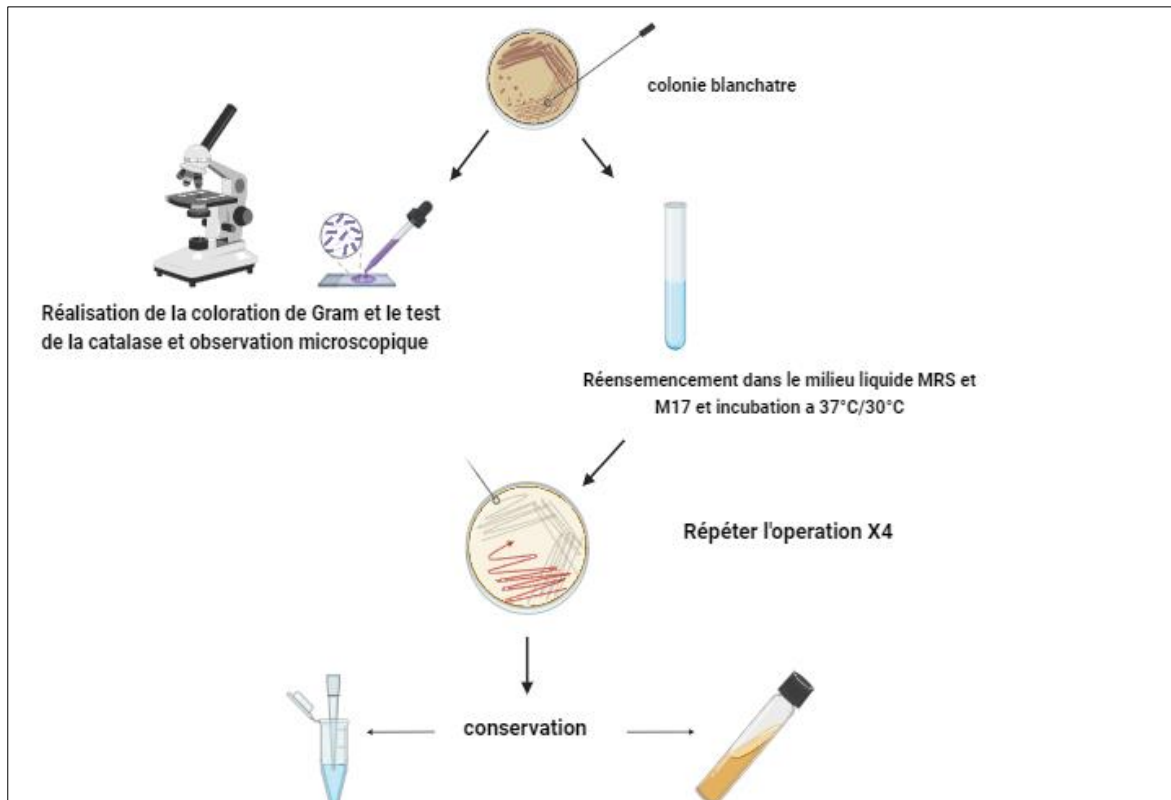 colonie blanchatre
Réalisation de la coloration de Gram et le test
de la catalase et observation microscopique
Réensemencement dans le milieu liquide MRS et
M17 et incubation a 37°C/30°C
Répéter l'operation X4
conservation